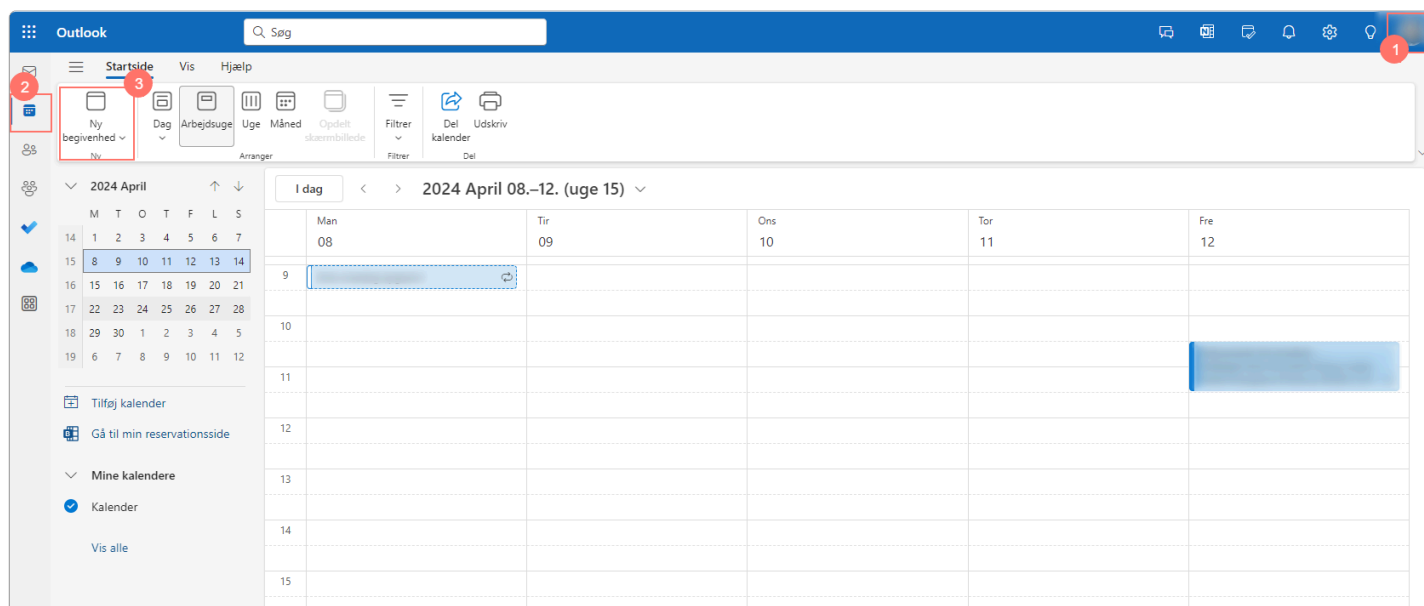 Outlook
Søg
1
Startside Vis Hjælp
2
3
Ny begivenhed
Dag
Arbejdsuge
Uge
Måned
Opdelt skærmbillede
Filtrer
Del kalender
Udskriv
Ny
Arranger
Filtrer
Del
2024 April
M T O T F L S
14 1 2 3 4 5 6 7
15 8 9 10 11 12 13 14
16 15 16 17 18 19 20 21
17 22 23 24 25 26 27 28
18 29 30 1 2 3 4 5
19 6 7 8 9 10 11 12
Tilføj kalender
Gå til min reservationsside
Mine kalendere
Kalender
Vis alle
I dag
2024 April 08.–12. (uge 15)
Man Tir Ons Tor Fre
08 09 10 11 12
9
10
11
12
13
14
15